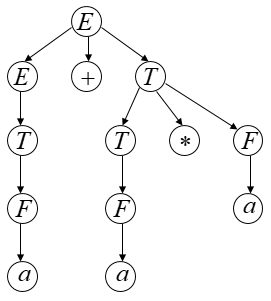 E
E + T
T T * F
F F a
a a